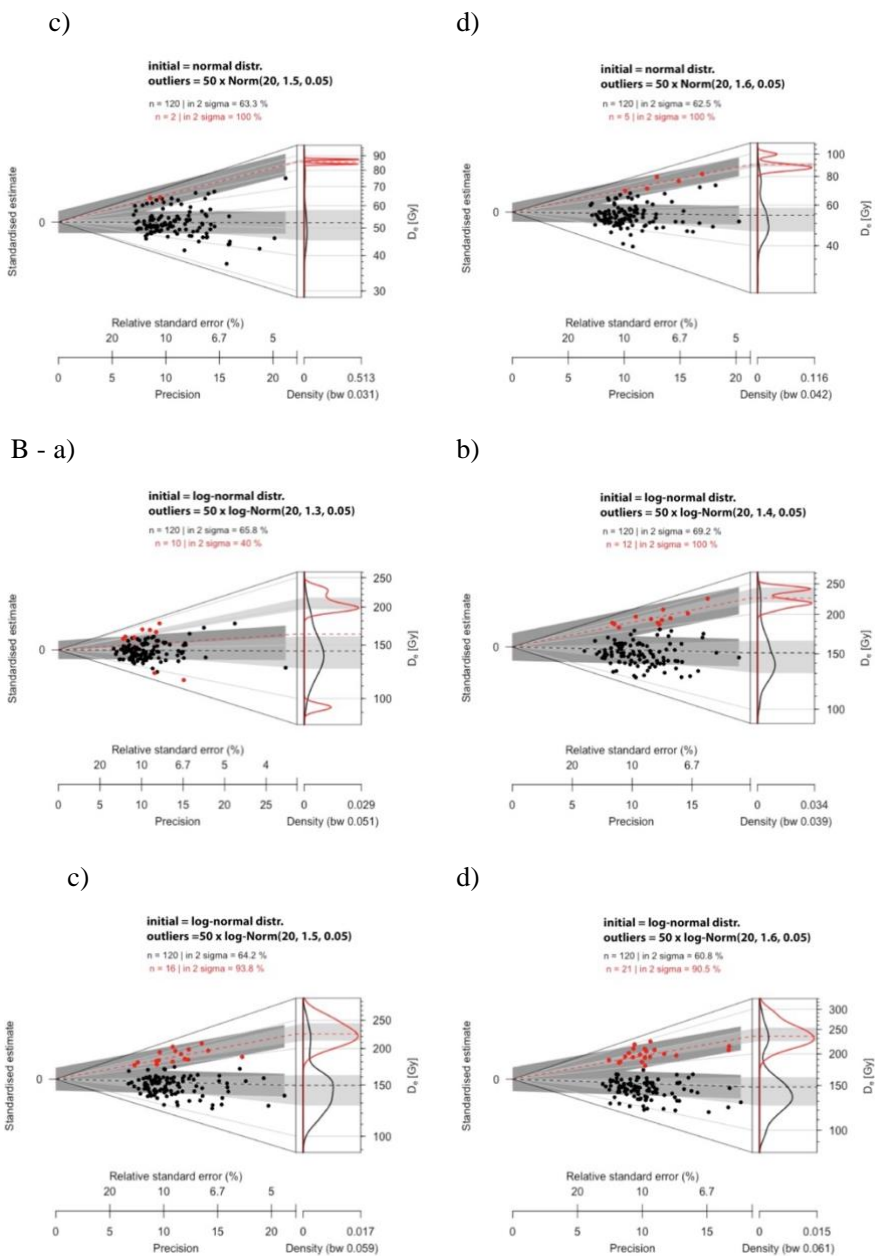 c)
initial = normal distr.
outliers = 50 x Norm(20, 1.5, 0.05)
n = 120 | in 2 sigma = 63.3 %
n = 2 | in 2 sigma = 100 %
Standardised estimate
0
90
80
70
60
50
40
30
De [Gy]
Relative standard error (%)
20 10 6.7 5
0 5 10 15 20
Precision
0 0.513
Density (bw 0.031)
d)
initial = normal distr.
outliers = 50 x Norm(20, 1.6, 0.05)
n = 120 | in 2 sigma = 62.5 %
n = 5 | in 2 sigma = 100 %
Standardised estimate
0
100
80
60
40
De [Gy]
Relative standard error (%)
20 10 6.7 5
0 5 10 15 20
Precision
0 0.116
Density (bw 0.042)
B - a)
initial = log-normal distr.
outliers = 50 x log-Norm(20, 1.3, 0.05)
n = 120 | in 2 sigma = 65.8 %
n = 10 | in 2 sigma = 40 %
Standardised estimate
0
250
200
150
100
De [Gy]
Relative standard error (%)
20 10 6.7 5 4
0 5 10 15 20 25
Precision
0 0.029
Density (bw 0.051)
b)
initial = log-normal distr.
outliers = 50 x log-Norm(20, 1.4, 0.05)
n = 120 | in 2 sigma = 69.2 %
n = 12 | in 2 sigma = 100 %
Standardised estimate
0
250
200
150
100
De [Gy]
Relative standard error (%)
20 10 6.7
0 5 10 15
Precision
0 0.034
Density (bw 0.039)
c)
initial = log-normal distr.
outliers =50 x log-Norm(20, 1.5, 0.05)
n = 120 | in 2 sigma = 64.2 %
n = 16 | in 2 sigma = 93.8 %
Standardised estimate
0
250
200
150
100
De [Gy]
Relative standard error (%)
20 10 6.7 5
0 5 10 15 20
Precision
0 0.017
Density (bw 0.059)
d)
initial = log-normal distr.
outliers = 50 x log-Norm(20, 1.6, 0.05)
n = 120 | in 2 sigma = 60.8 %
n = 21 | in 2 sigma = 90.5 %
Standardised estimate
0
300
250
200
150
100
De [Gy]
Relative standard error (%)
20 10 6.7
0 5 10 15
Precision
0 0.015
Density (bw 0.061)